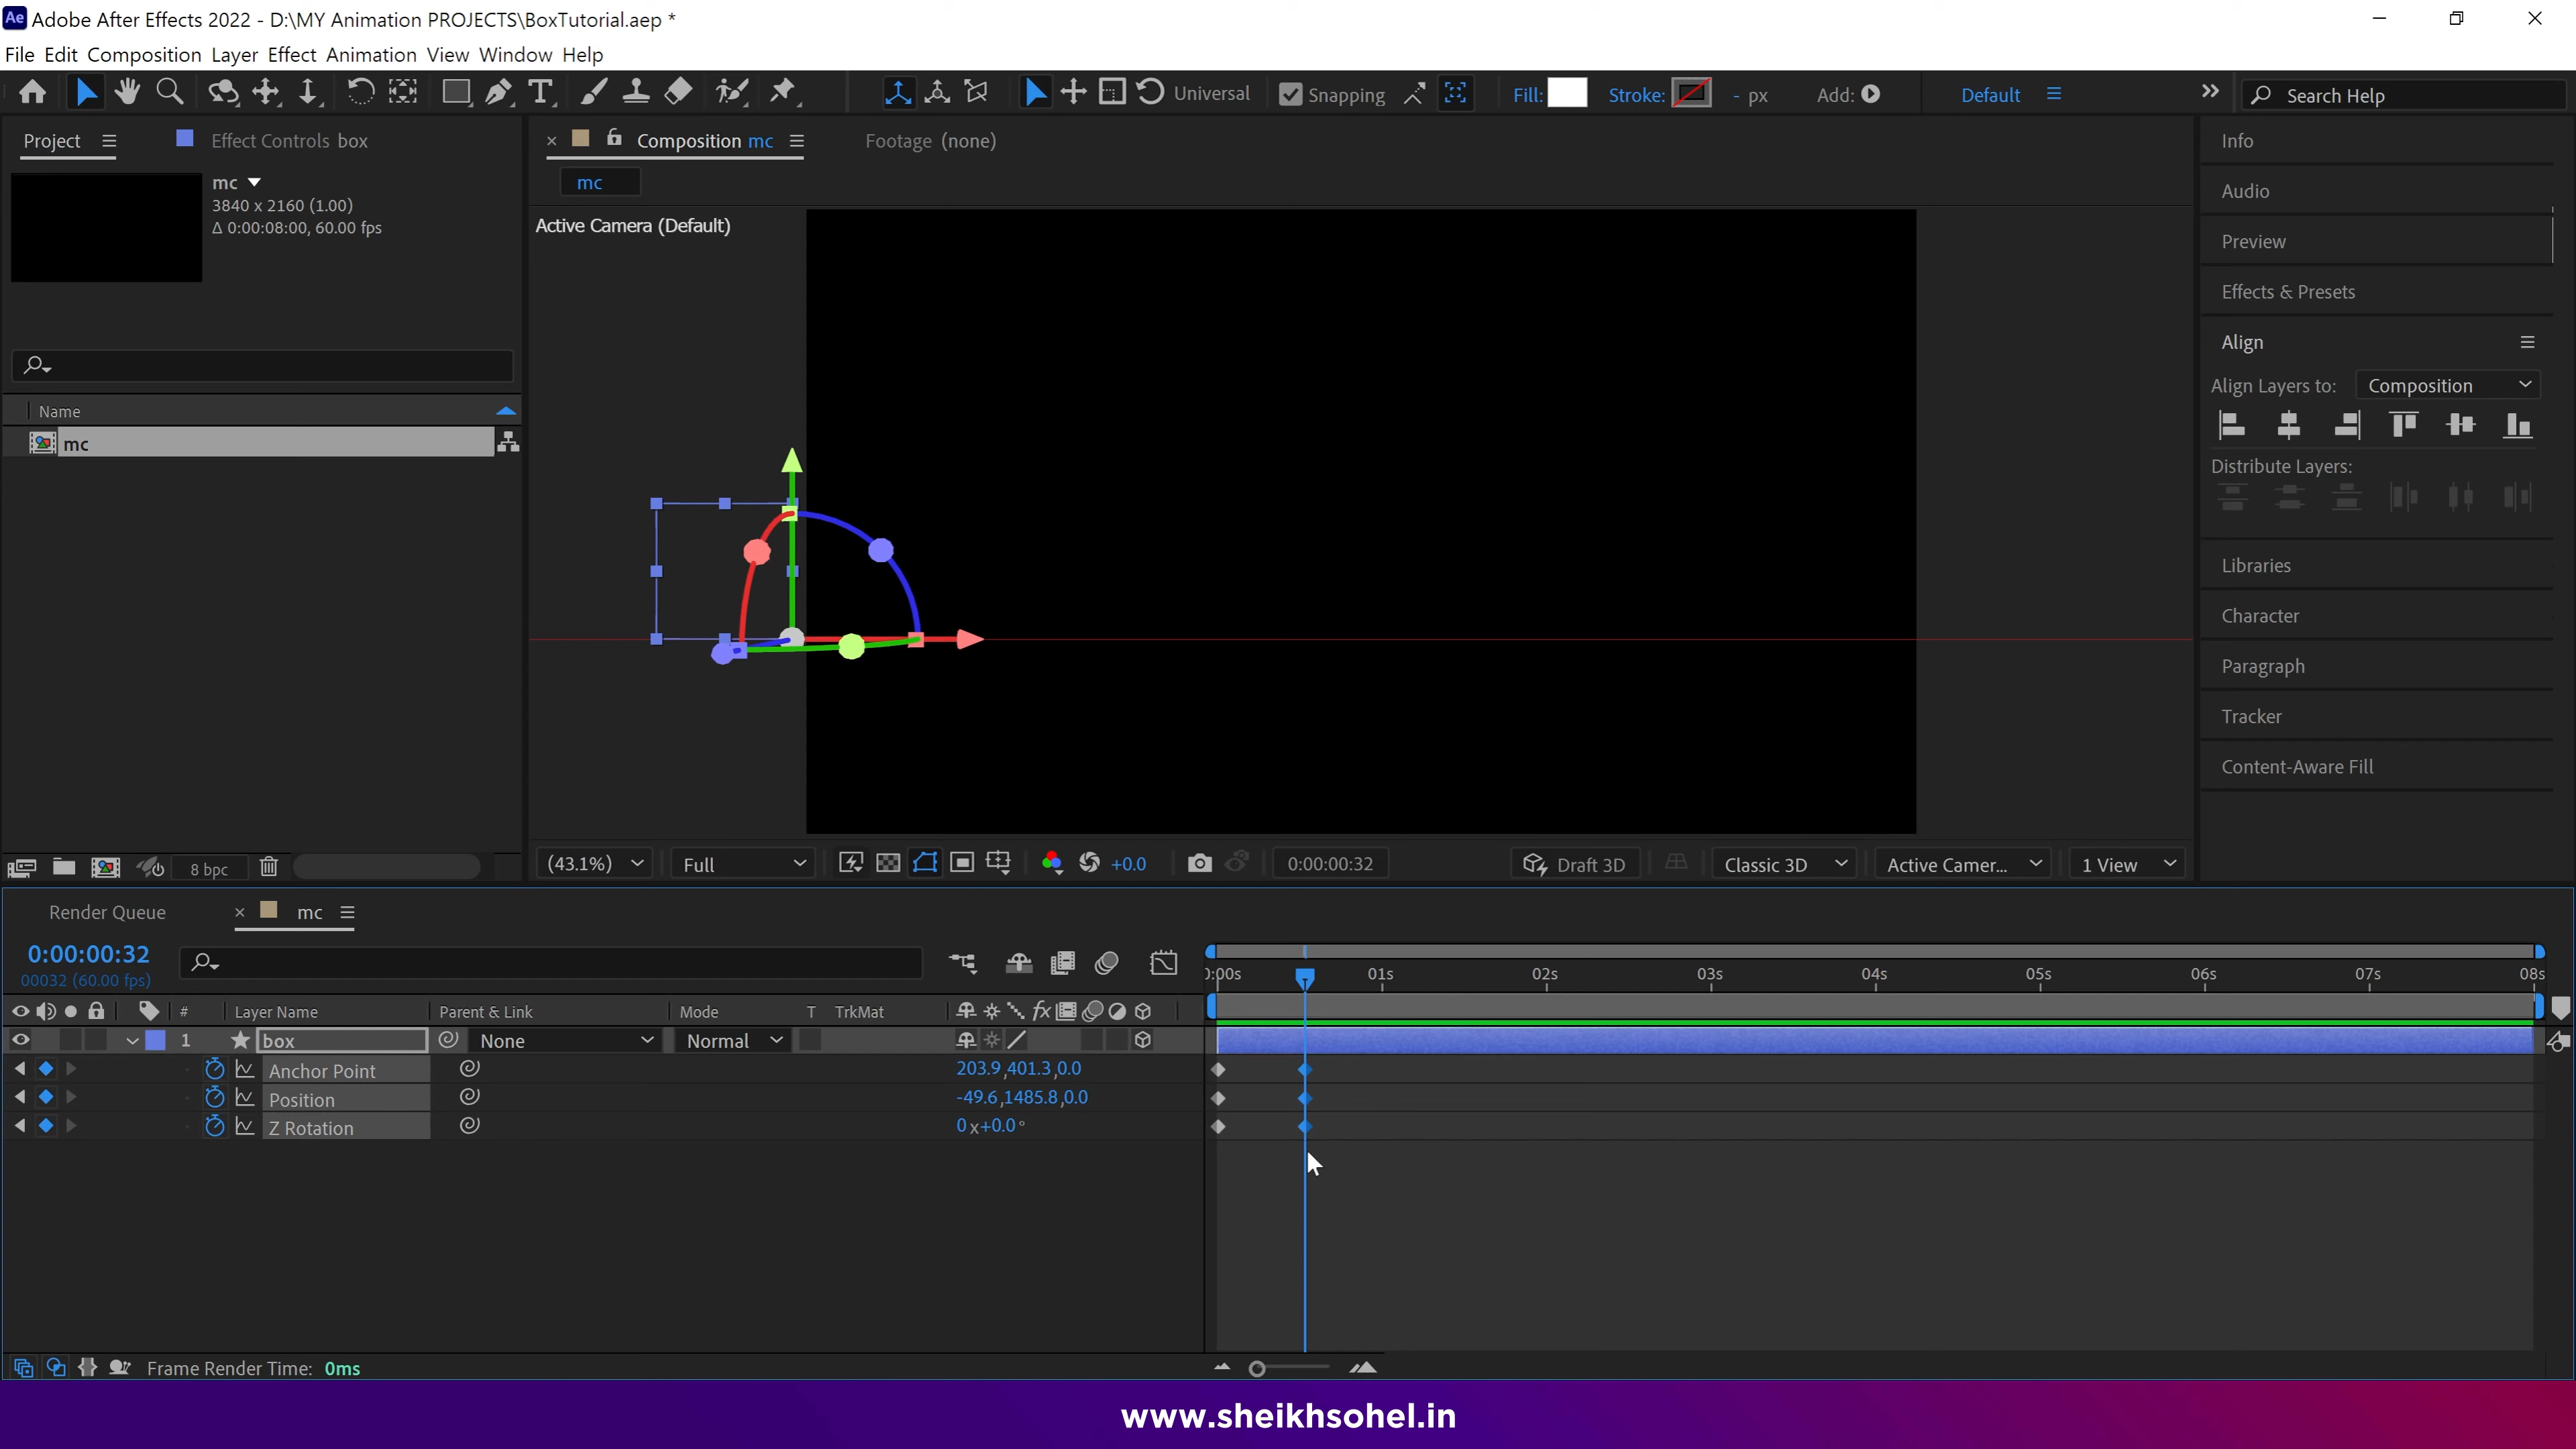 Ae Adobe After Effects 2022 - D:\MY Animation PROJECTS\BoxTutorial.aep *
File Edit Composition Layer Effect Animation View Window Help
Universal Snapping Fill: Stroke: - px Add: Default Search Help
Project Effect Controls box
mc
3840 x 2160 (1.00)
Δ 0:00:08:00, 60.00 fps
Name
mc
8 bpc
Composition mc Footage (none)
mc
Active Camera (Default)
(43.1%) Full +0.0 0:00:00:32 Draft 3D Classic 3D Active Camer... 1 View
Info
Audio
Preview
Effects & Presets
Align
Align Layers to: Composition
Distribute Layers:
Libraries
Character
Paragraph
Tracker
Content-Aware Fill
Render Queue mc
0:00:00:32
00032 (60.00 fps)
):00s 01s 02s 03s 04s 05s 06s 07s 08s
# Layer Name Parent & Link Mode T TrkMat fx
1 box None Normal
Anchor Point 203.9,401.3,0.0
Position -49.6,1485.8,0.0
Z Rotation 0x+0.0°
Frame Render Time: 0ms
www.sheikhsohel.in